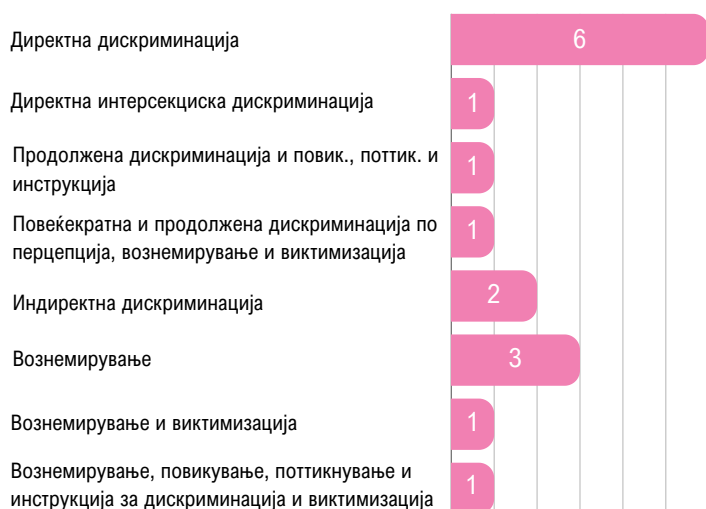 Директна дискриминација
6
Директна интерсекциска дискриминација
1
Продолжена дискриминација и повик., поттик. и
инструкција
1
Повеќекратна и продолжена дискриминација по
перцепција, вознемирување и виктимизација
1
Индиректна дискриминација
2
Вознемирување
3
Вознемирување и виктимизација
1
Вознемирување, повикување, поттикнување и
инструкција за дискриминација и виктимизација
1